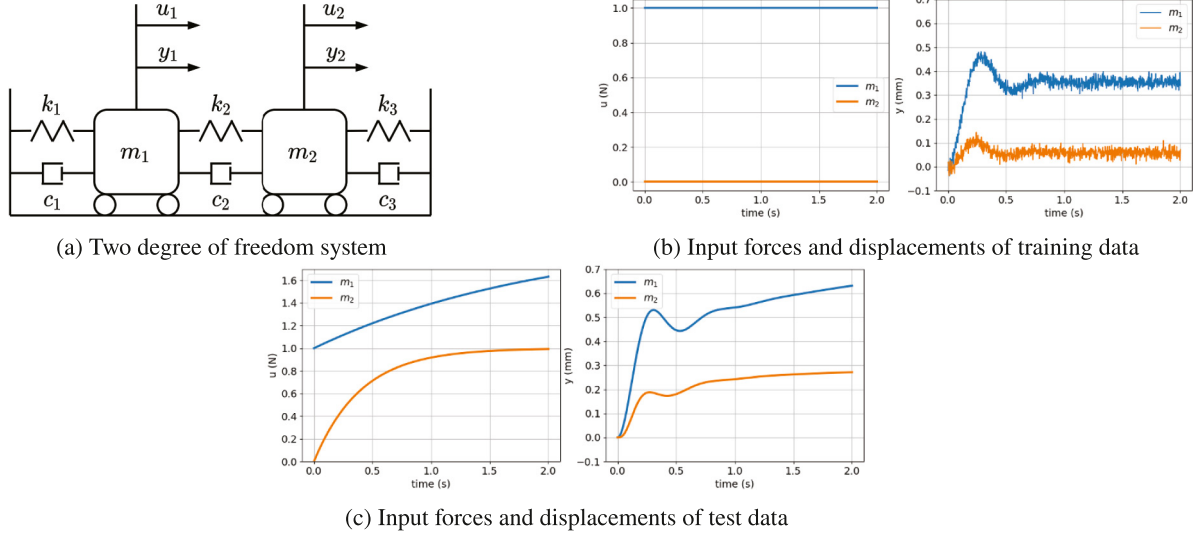 u₁ u₂
y₁ y₂
k₁ k₂ k₃
m₁ m₂
c₁ c₂ c₃
(a) Two degree of freedom system
1.0
0.8
0.6
0.4
0.2
0.0
u (N)
m₁
m₂
0.0 0.5 1.0 1.5 2.0
time (s)
0.7
0.6
0.5
0.4
0.3
0.2
0.1
0.0
−0.1
y (mm)
m₁
m₂
0.0 0.5 1.0 1.5 2.0
time (s)
(b) Input forces and displacements of training data
1.6
1.4
1.2
1.0
0.8
0.6
0.4
0.2
0.0
u (N)
m₁
m₂
0.0 0.5 1.0 1.5 2.0
time (s)
0.7
0.6
0.5
0.4
0.3
0.2
0.1
0.0
−0.1
y (mm)
m₁
m₂
0.0 0.5 1.0 1.5 2.0
time (s)
(c) Input forces and displacements of test data